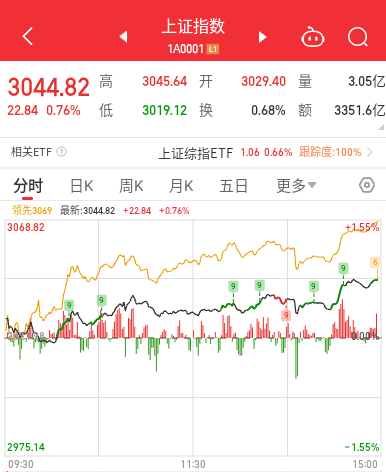 上证指数
1A0001 L1
3044.82 高 3045.64 开 3029.40 量 3.05亿
22.84 0.76% 低 3019.12 换 0.68% 额 3351.6亿
相关ETF ? 上证综指ETF 1.06 0.66% 跟踪度:100%
分时 日K 周K 月K 五日 更多
领先3069 最新:3044.82 +22.84 +0.76%
3068.82 +1.55%
9 6
9 9 9
9 9
9
0.00%
2975.14 -1.55%
09:30 11:30 15:00